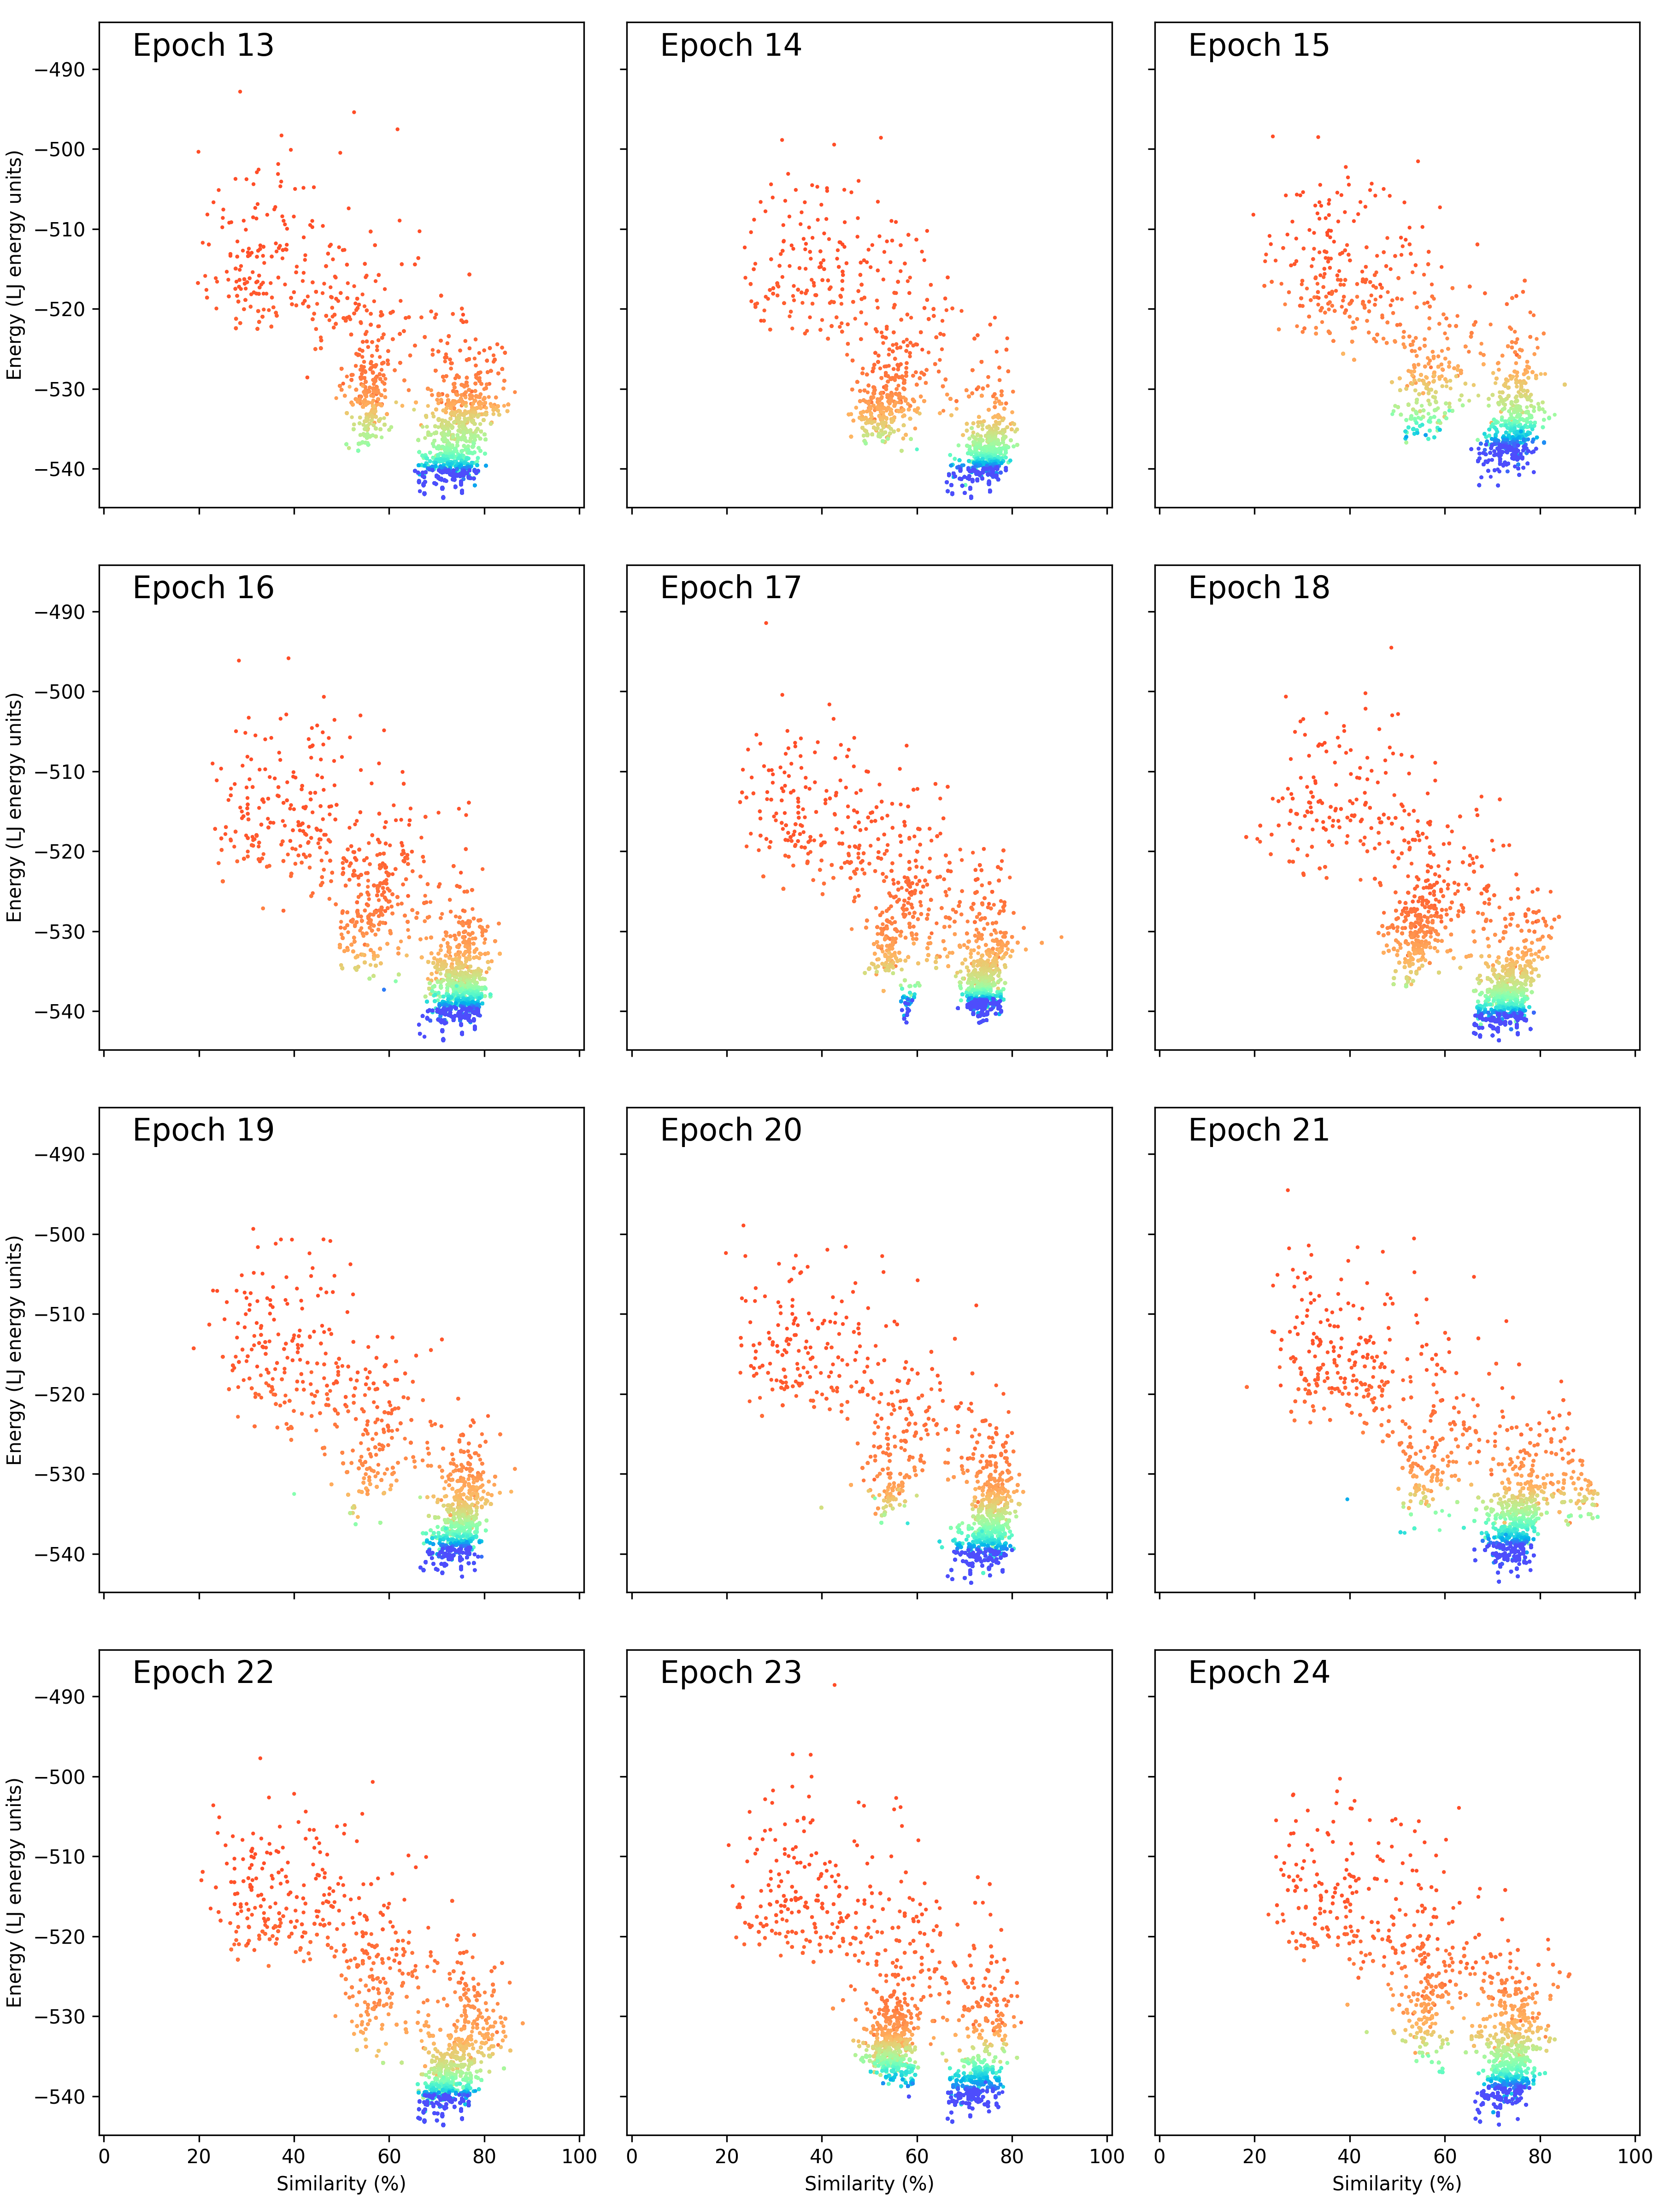 Epoch 13
Epoch 14
Epoch 15
−490
−500
−510
−520
−530
−540
Energy (LJ energy units)
Epoch 16
Epoch 17
Epoch 18
−490
−500
−510
−520
−530
−540
Energy (LJ energy units)
Epoch 19
Epoch 20
Epoch 21
−490
−500
−510
−520
−530
−540
Energy (LJ energy units)
Epoch 22
Epoch 23
Epoch 24
−490
−500
−510
−520
−530
−540
Energy (LJ energy units)
0 20 40 60 80 100
0 20 40 60 80 100
0 20 40 60 80 100
Similarity (%)
Similarity (%)
Similarity (%)